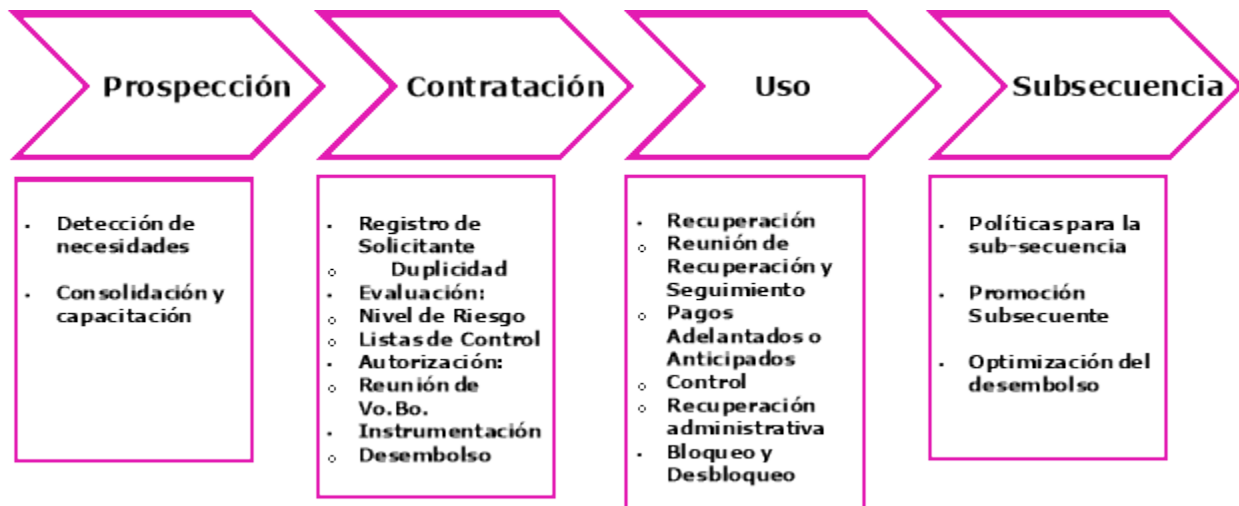 Prospección
Contratación
Uso
Subsecuencia
• Detección de
necesidades
• Consolidación y
capacitación
• Registro de
Solicitante
o Duplicidad
• Evaluación:
o Nivel de Riesgo
o Listas de Control
• Autorización:
o Reunión de
Vo.Bo.
• Instrumentación
o Desembolso
• Recuperación
o Reunión de
Recuperación y
Seguimiento
o Pagos
Adelantados o
Anticipados
o Control
o Recuperación
administrativa
• Bloqueo y
Desbloqueo
• Políticas para la
sub-secuencia
• Promoción
Subsecuente
• Optimización del
desembolso